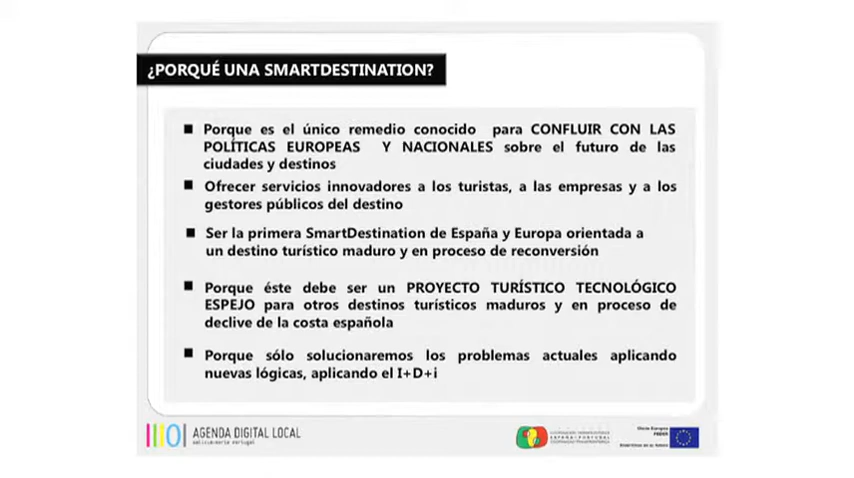 ¿PORQUÉ UNA SMARTDESTINATION?
■ Porque es el único remedio conocido para CONFLUIR CON LAS
POLÍTICAS EUROPEAS Y NACIONALES sobre el futuro de las
ciudades y destinos
■ Ofrecer servicios innovadores a los turistas, a las empresas y a los
gestores públicos del destino
■ Ser la primera SmartDestination de España y Europa orientada a
un destino turístico maduro y en proceso de reconversión
■ Porque éste debe ser un PROYECTO TURÍSTICO TECNOLÓGICO
ESPEJO para otros destinos turísticos maduros y en proceso de
declive de la costa española
■ Porque sólo solucionaremos los problemas actuales aplicando
nuevas lógicas, aplicando el I+D+i
AGENDA DIGITAL LOCAL
ESPAÑA-PORTUGAL
FEDER